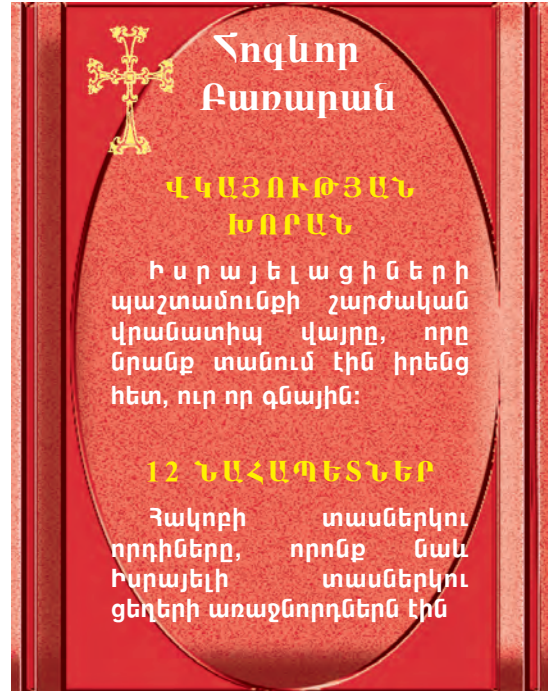 Հոգևոր
Բառարան
ՎԿԱՅՈՒԹՅԱՆ
ԽՈՐԱՆ
Իսրայելացիների
պաշտամունքի շարժական
վրանատիպ վայրը, որը
նրանք տանում էին իրենց
հետ, ուր որ գնային:
12 ՆԱՀԱՊԵՏՆԵՐ
Հակոբի տասներկու
որդիները, որոնք նաև
Իսրայելի տասներկու
ցեղերի առաջնորդներն էին